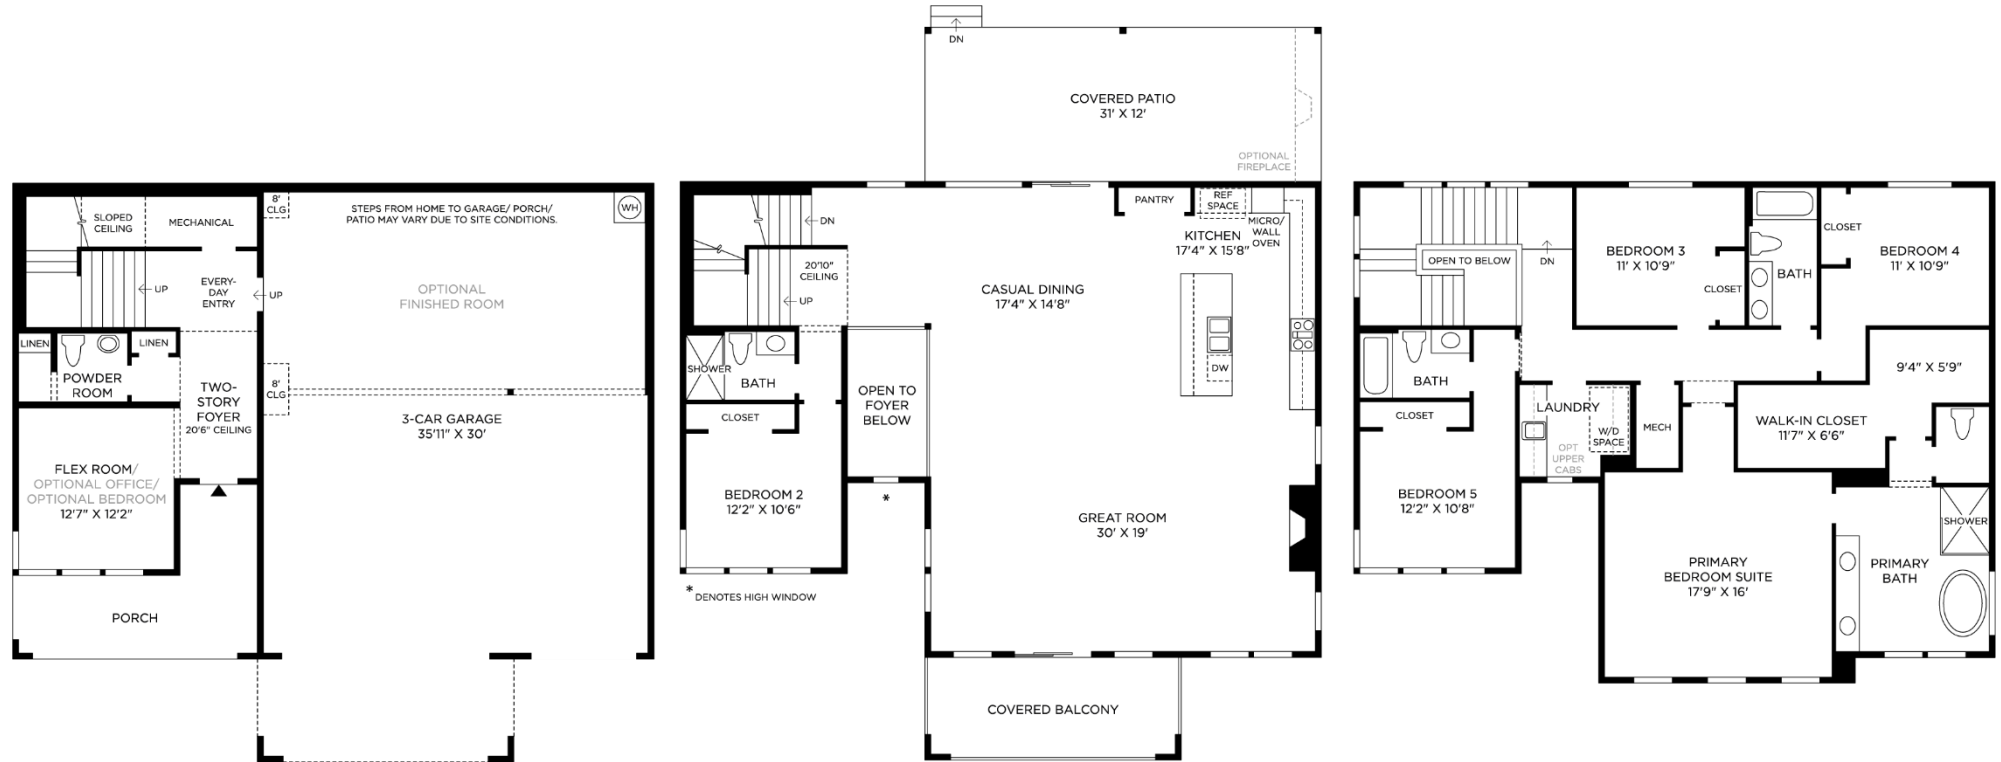 SLOPED
CEILING
MECHANICAL
8'
CLG
STEPS FROM HOME TO GARAGE/ PORCH/
PATIO MAY VARY DUE TO SITE CONDITIONS.
WH
UP
EVERY-
DAY
ENTRY
UP
OPTIONAL
FINISHED ROOM
LINEN
LINEN
POWDER
ROOM
TWO-
STORY
FOYER
20'6" CEILING
8'
CLG
3-CAR GARAGE
35'11" X 30'
FLEX ROOM/
OPTIONAL OFFICE/
OPTIONAL BEDROOM
12'7" X 12'2"
PORCH
DN
COVERED PATIO
31' X 12'
OPTIONAL
FIREPLACE
DN
PANTRY
REF
SPACE
MICRO/
WALL
OVEN
KITCHEN
17'4" X 15'8"
20'10"
CEILING
UP
CASUAL DINING
17'4" X 14'8"
DW
SHOWER
BATH
OPEN TO
FOYER
BELOW
CLOSET
BEDROOM 2
12'2" X 10'6"
*
GREAT ROOM
30' X 19'
* DENOTES HIGH WINDOW
COVERED BALCONY
OPEN TO BELOW
DN
BEDROOM 3
11' X 10'9"
CLOSET
BATH
CLOSET
BEDROOM 4
11' X 10'9"
BATH
CLOSET
LAUNDRY
W/D
SPACE
OPT
UPPER
CABS
MECH
9'4" X 5'9"
WALK-IN CLOSET
11'7" X 6'6"
BEDROOM 5
12'2" X 10'8"
PRIMARY
BEDROOM SUITE
17'9" X 16'
SHOWER
PRIMARY
BATH